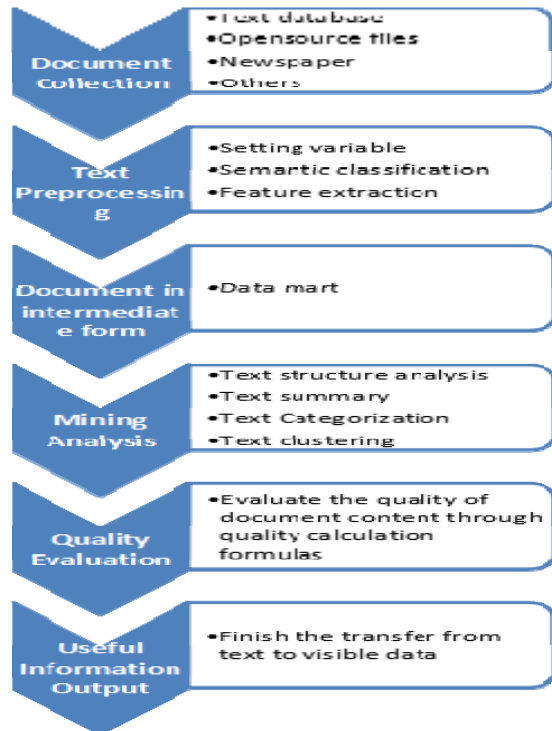 Document
Collection
•Text database
•Opensource files
•Newspaper
•Others
Text
Preprocessin
g
•Setting variable
•Semantic classification
•Feature extraction
Document in
intermediat
e form
•Data mart
Mining
Analysis
•Text structure analysis
•Text summary
•Text Categorization
•Text clustering
Quality
Evaluation
•Evaluate the quality of
document content through
quality calculation
formulas
Useful
Information
Output
•Finish the transfer from
text to visible data